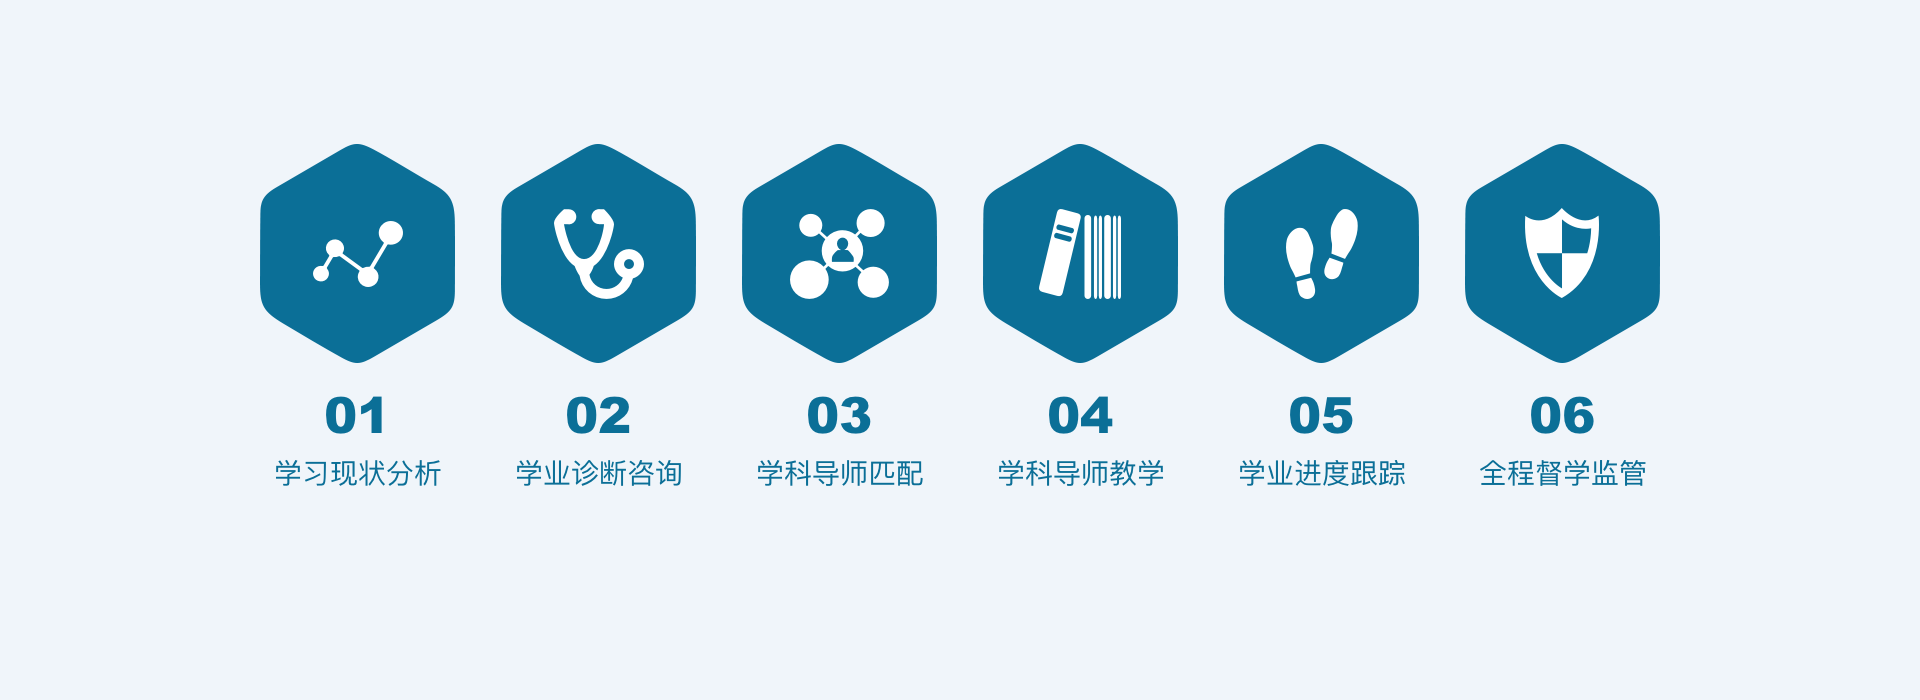 01
学习现状分析
02
学业诊断咨询
03
学科导师匹配
04
学科导师教学
05
学业进度跟踪
06
全程督学监管